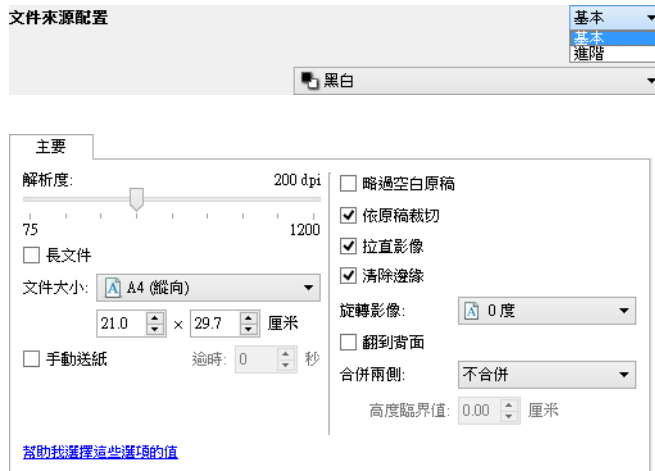 文件來源配置
基本
基本
進階
黑白
主要
解析度: 200 dpi
75 1200
長文件
文件大小: A4 (縱向)
21.0 × 29.7 厘米
手動送紙 逾時: 0 秒
略過空白原稿
依原稿裁切
拉直影像
清除邊緣
旋轉影像: 0 度
翻到背面
合併兩側: 不合併
高度臨界值: 0.00 厘米
幫助我選擇這些選項的值